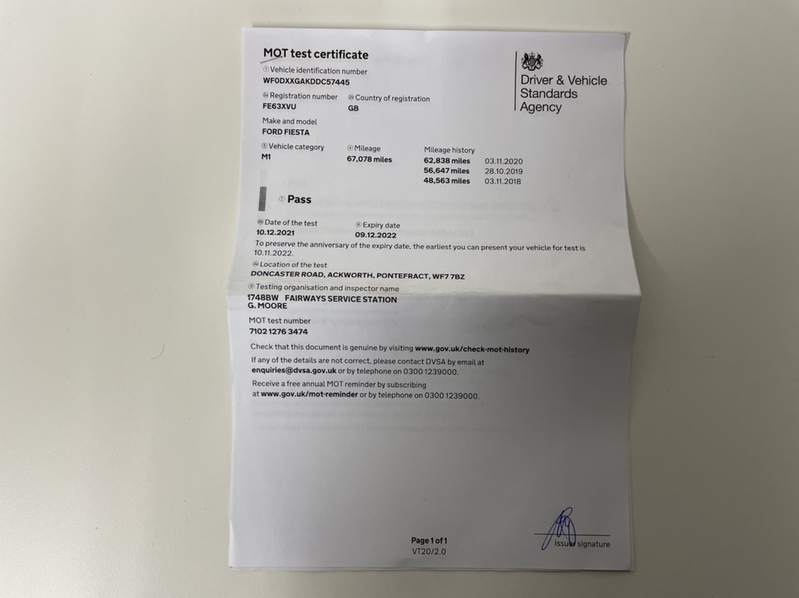 MOT test certificate
Driver & Vehicle
Standards
Agency
Vehicle identification number
WF0DXXGAKDDC57445
Registration number Country of registration
FE63XVU GB
Make and model
FORD FIESTA
Vehicle category Mileage Mileage history
M1 67,078 miles 62,838 miles 03.11.2020
56,647 miles 28.10.2019
48,563 miles 03.11.2018
Pass
Date of the test Expiry date
10.12.2021 09.12.2022
To preserve the anniversary of the expiry date, the earliest you can present your vehicle for test is
10.11.2022.
Location of the test
DONCASTER ROAD, ACKWORTH, PONTEFRACT, WF7 7BZ
Testing organisation and inspector name
1748BW FAIRWAYS SERVICE STATION
G. MOORE
MOT test number
7102 1276 3474
Check that this document is genuine by visiting www.gov.uk/check-mot-history
If any of the details are not correct, please contact DVSA by email at
enquiries@dvsa.gov.uk or by telephone on 0300 1239000.
Receive a free annual MOT reminder by subscribing
at www.gov.uk/mot-reminder or by telephone on 0300 1239000.
Page 1 of 1
VT20/2.0
signature